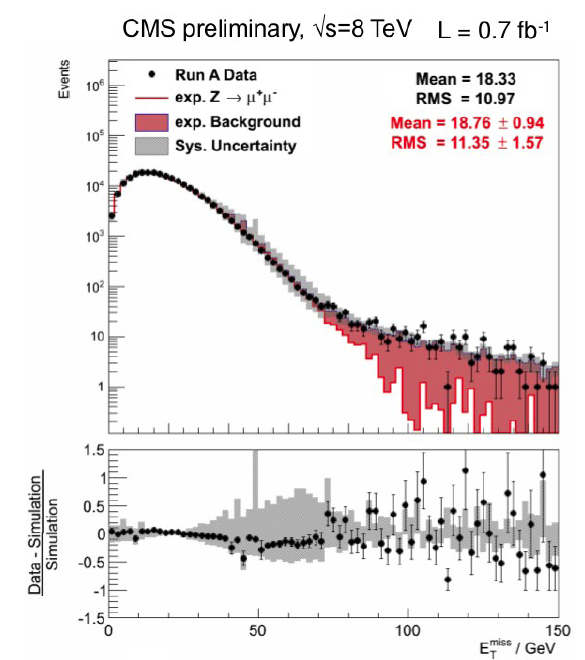 CMS preliminary, √s=8 TeV L = 0.7 fb⁻¹
Events
10⁶
10⁵
10⁴
10³
10²
10
1
Run A Data
exp. Z → μ⁺μ⁻
exp. Background
Sys. Uncertainty
Mean = 18.33
RMS = 10.97
Mean = 18.76 ± 0.94
RMS = 11.35 ± 1.57
Data - Simulation
Simulation
1.5
1
0.5
0
-0.5
-1
-1.5
0 50 100 150
E_T^miss / GeV